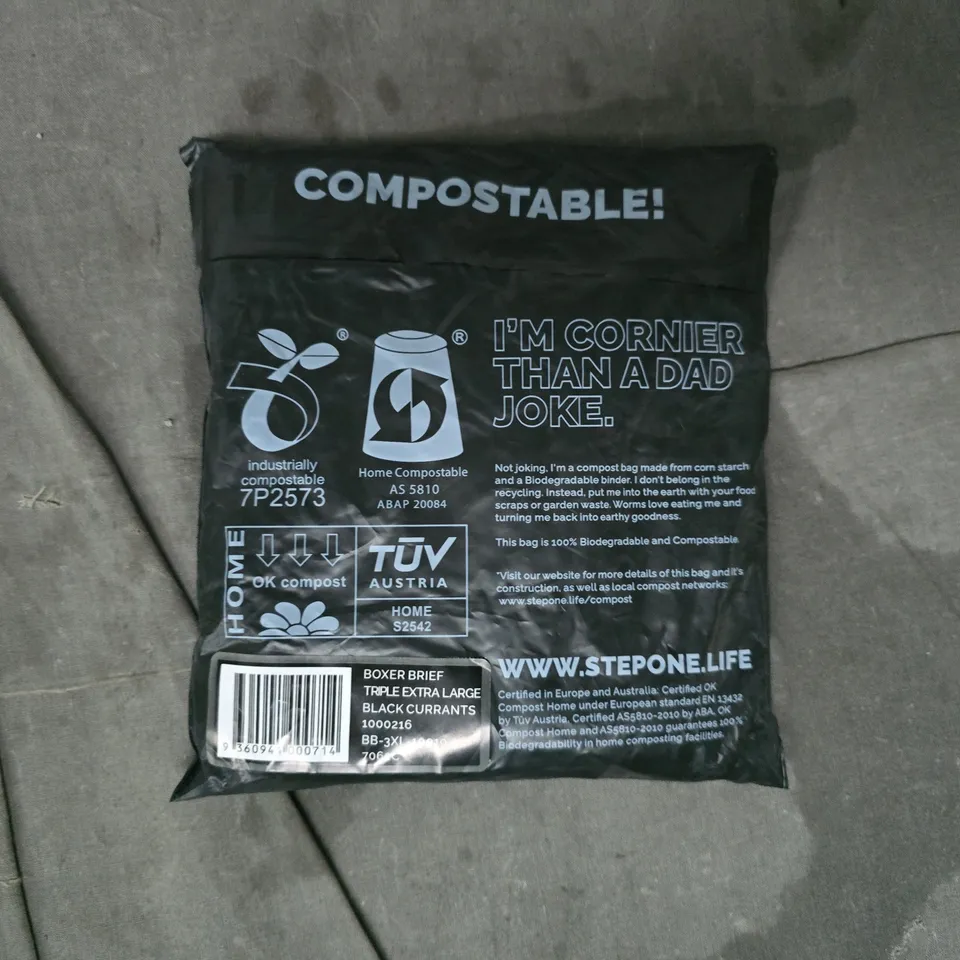 COMPOSTABLE!
®
®
industrially
compostable
7P2573
Home Compostable
AS 5810
ABAP 20084
I'M CORNIER
THAN A DAD
JOKE.
Not joking, I'm a compost bag made from corn starch
and a Biodegradable binder. I don't belong in the
recycling. Instead, put me into the earth with your food
scraps or garden waste. Worms love eating me and
turning me back into earthy goodness.
This bag is 100% Biodegradable and Compostable.
*Visit our website for more details of this bag and it's
construction, as well as local compost networks:
www.stepone.life/compost
HOME
OK compost
TÜV
AUSTRIA
HOME
S2542
WWW.STEPONE.LIFE
Certified in Europe and Australia: Certified OK
Compost Home under European standard EN 13432
by Tüv Austria. Certified AS5810-2010 by ABA. OK
Compost Home and AS5810-2010 guarantees 100%
Biodegradability in home composting facilities.
BOXER BRIEF
TRIPLE EXTRA LARGE
BLACK CURRANTS
1000216
9 360941 000714